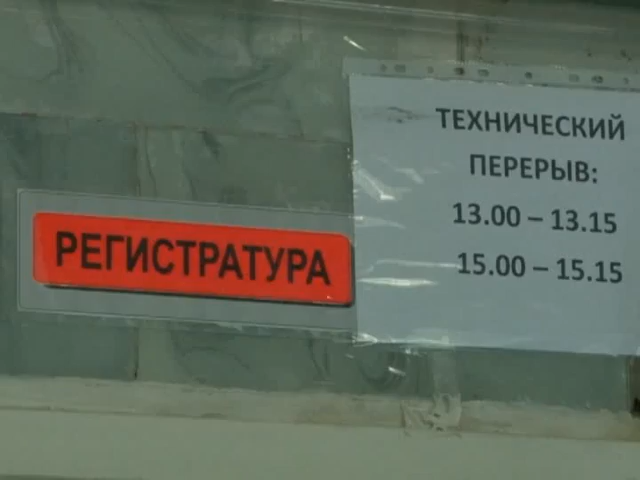 РЕГИСТРАТУРА
ТЕХНИЧЕСКИЙ
ПЕРЕРЫВ:
13.00 – 13.15
15.00 – 15.15